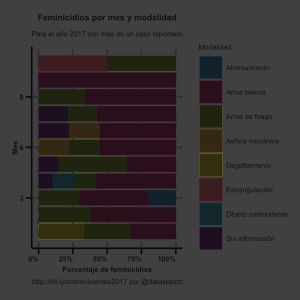 Feminicidios por mes y modalidad
Para el año 2017 con más de un caso reportado.
Modalidad
Ahorcamiento
Arma blanca
Arma de fuego
Asfixia mecánica
Degollamiento
Estrangulación
Objeto contundente
Sin información
Mes
9
6
3
0%
25%
50%
75%
100%
Porcentaje de feminicidios
http://bit.ly/sobrevivientes2017 por @datasketch